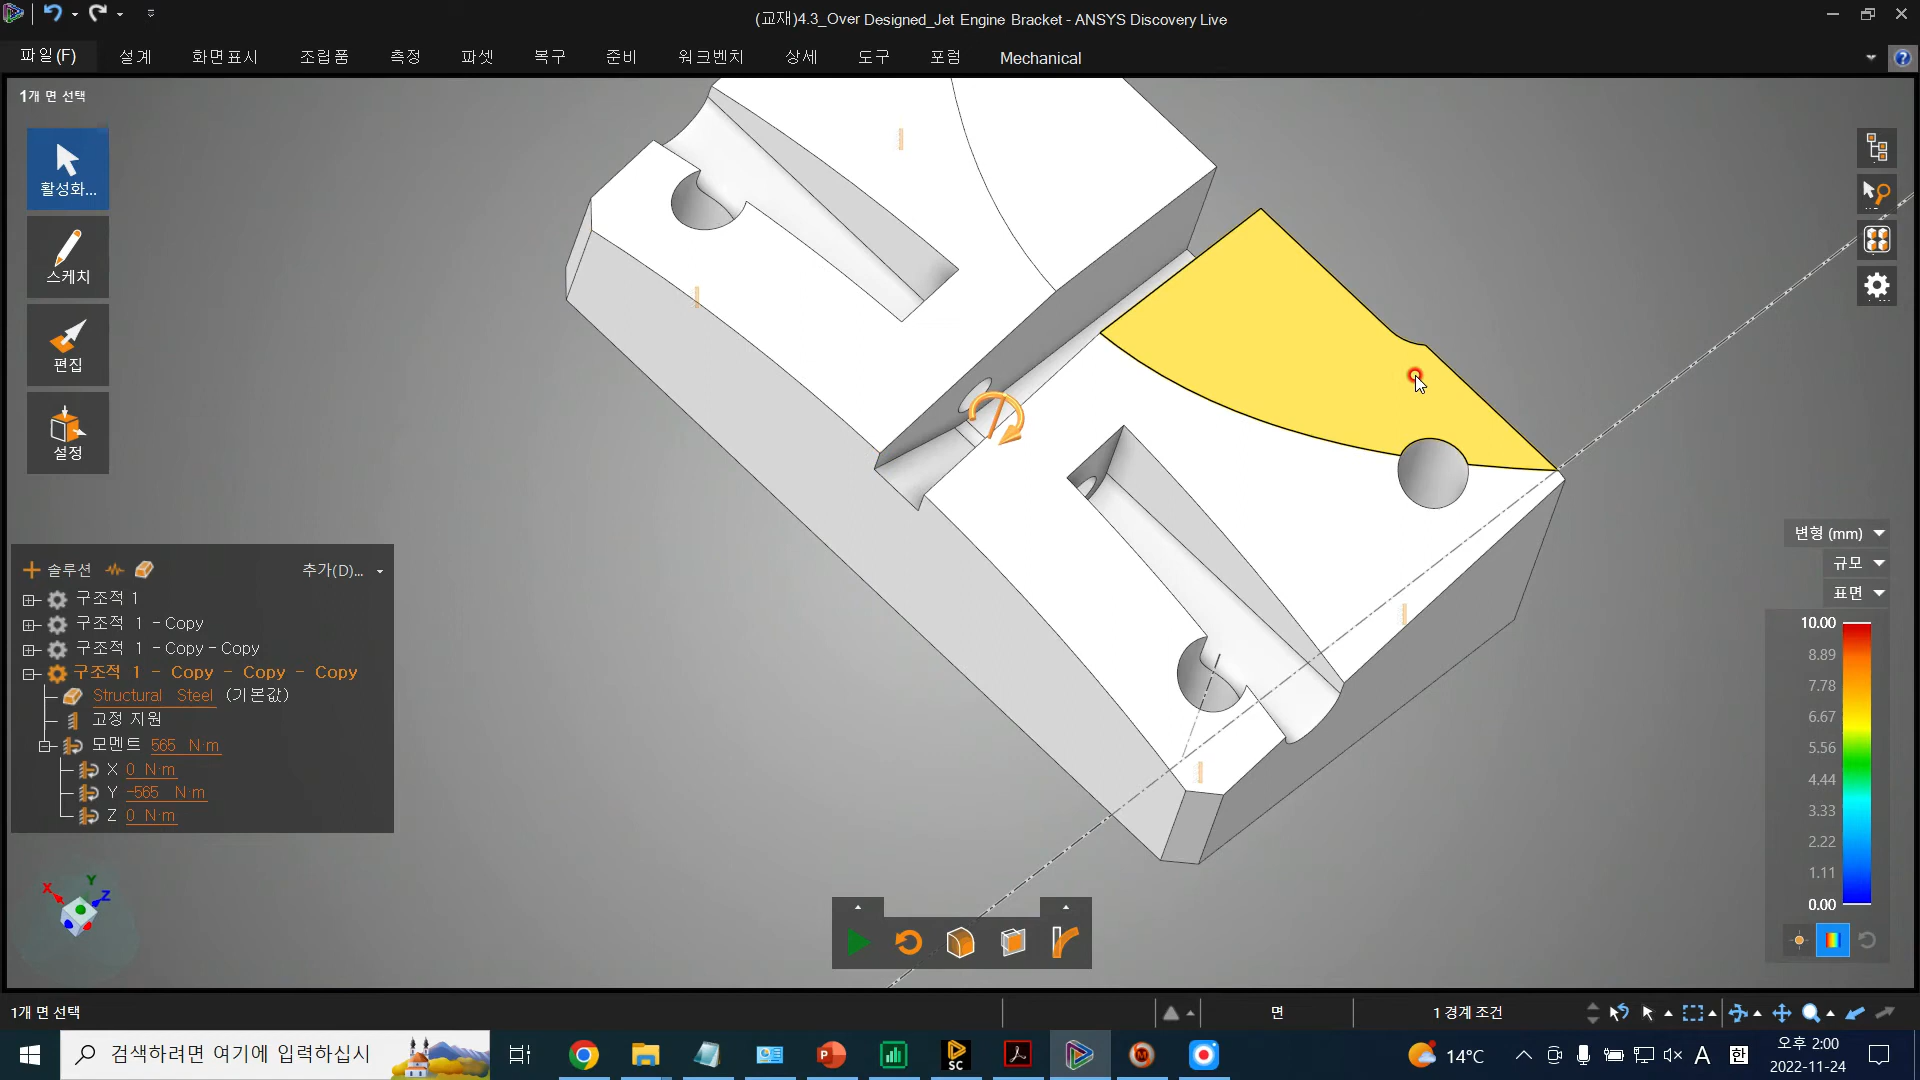 (교재)4.3_Over Designed_Jet Engine Bracket - ANSYS Discovery Live
파일(F) 설계 화면표시 조립품 측정 파셋 복구 준비 워크벤치 상세 도구 포럼 Mechanical
1개 면 선택
활성화...
스케치
편집
설정
솔루션 추가(D)...
구조적 1
구조적 1 - Copy
구조적 1 - Copy - Copy
구조적 1 - Copy - Copy - Copy
Structural Steel (기본값)
고정 지원
모멘트 565 N·m
X 0 N·m
Y -565 N·m
Z 0 N·m
X Y Z
변형 (mm)
규모
표면
10.00
8.89
7.78
6.67
5.56
4.44
3.33
2.22
1.11
0.00
1개 면 선택 면 1 경계 조건
검색하려면 여기에 입력하십시 P SC M 14°C A 한 오후 2:00
2022-11-24